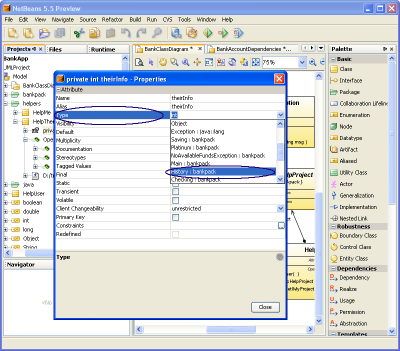 NetBeans 5.5 Preview
File Edit View Navigate Source Refactor Build Run CVS Tools Window Help
Projects Files Runtime
BankClassDiagram * BankAccountDependencies *...
Palette
75%
BankApp
UMLProject
Model
BankClassDia
bankpack
helpers
HelpMe
HelpThe
priva
Ope
java
HelpUser
boolean
double
int
long
Object
String
Navigator
private int theirInfo - Properties
Attribute
Name theirInfo
Alias theirInfo
Type int
Visibility Object
Default Exception : java::lang
Multiplicity Saving : bankpack
Documentation Platinum : bankpack
Stereotypes NoAvailableFundsException : bankpack
Tagged Values Main : bankpack
Final History : bankpack
Static Checking : bankpack
Transient
Volatile
Client Changeability unrestricted
Primary Key
Constraints
Redefined
Type
Close
Basic
Class
Interface
Package
Collaboration Lifeline
Enumeration
Node
Datatype
Artifact
Aliased
Utility Class
Actor
Generalization
Implementation
Nested Link
Robustness
Boundary Class
Control Class
Entity Class
Dependencies
Dependency
Realize
Usage
Permission
Abstraction
Templates